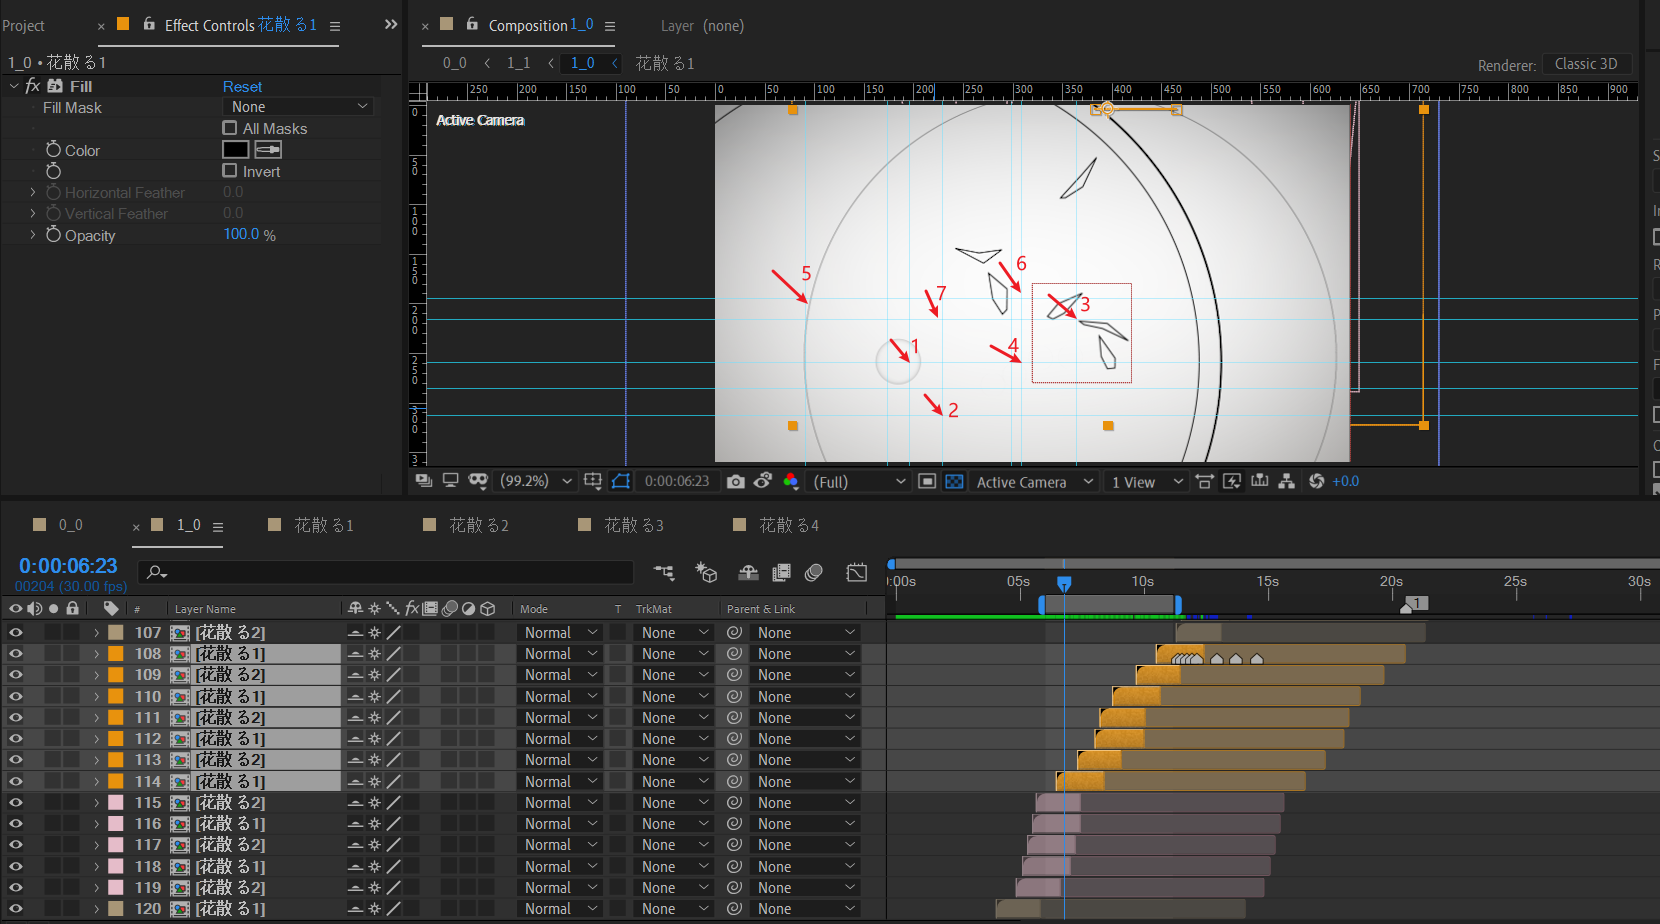 Project
× Effect Controls 花散る1
1_0 • 花散る1
fx Fill Reset
Fill Mask None
All Masks
Color
Invert
Horizontal Feather 0.0
Vertical Feather 0.0
Opacity 100.0 %
× Composition 1_0 Layer (none)
0_0 < 1_1 < 1_0 < 花散る1
Renderer: Classic 3D
250 200 150 100 50 0 50 100 150 200 250 300 350 400 450 500 550 600 650 700 750 800 850 900
0
50
100
150
200
250
300
3
Active Camera
5
6
7
3
1
4
2
(99.2%) 0:00:06:23 (Full) Active Camera 1 View +0.0
0_0 × 1_0 花散る1 花散る2 花散る3 花散る4
0:00:06:23
00204 (30.00 fps)
:00s 05s 10s 15s 20s 25s 30s
1
# Layer Name fx Mode T TrkMat Parent & Link
107 [花散る2] Normal None None
108 [花散る1] Normal None None
109 [花散る2] Normal None None
110 [花散る1] Normal None None
111 [花散る2] Normal None None
112 [花散る1] Normal None None
113 [花散る2] Normal None None
114 [花散る1] Normal None None
115 [花散る2] Normal None None
116 [花散る1] Normal None None
117 [花散る2] Normal None None
118 [花散る1] Normal None None
119 [花散る2] Normal None None
120 [花散る1] Normal None None